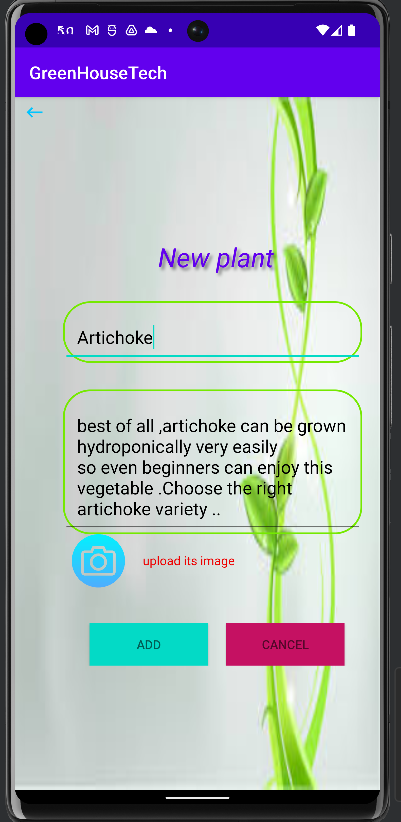 GreenHouseTech
New plant
Artichoke
best of all ,artichoke can be grown
hydroponically very easily
so even beginners can enjoy this
vegetable .Choose the right
artichoke variety ..
upload its image
ADD
CANCEL